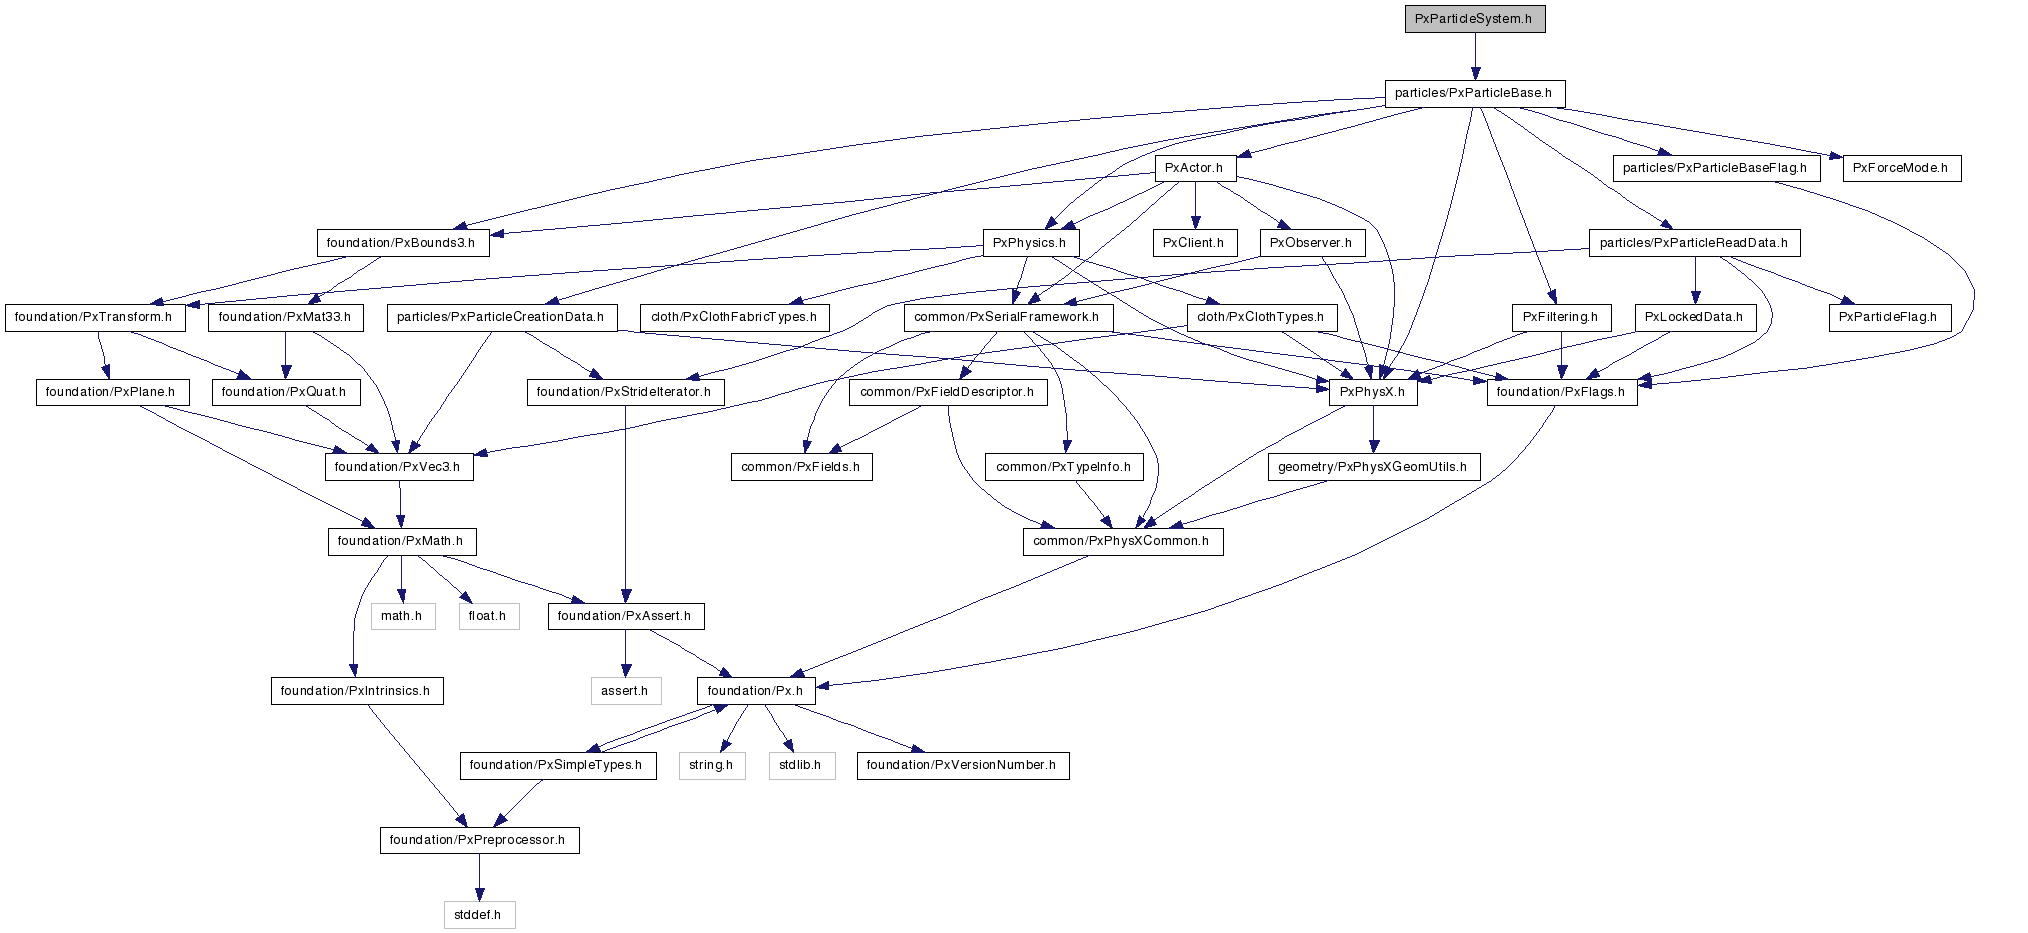 PxParticleSystem.h
particles/PxParticleBase.h
PxActor.h
particles/PxParticleBaseFlag.h
PxForceMode.h
foundation/PxBounds3.h
PxPhysics.h
PxClient.h
PxObserver.h
particles/PxParticleReadData.h
foundation/PxTransform.h
foundation/PxMat33.h
particles/PxParticleCreationData.h
cloth/PxClothFabricTypes.h
common/PxSerialFramework.h
cloth/PxClothTypes.h
PxFiltering.h
PxLockedData.h
PxParticleFlag.h
foundation/PxPlane.h
foundation/PxQuat.h
foundation/PxStrideIterator.h
common/PxFieldDescriptor.h
PxPhysX.h
foundation/PxFlags.h
foundation/PxVec3.h
common/PxFields.h
common/PxTypeInfo.h
geometry/PxPhysXGeomUtils.h
foundation/PxMath.h
common/PxPhysXCommon.h
math.h
float.h
foundation/PxAssert.h
foundation/PxIntrinsics.h
assert.h
foundation/Px.h
foundation/PxSimpleTypes.h
string.h
stdlib.h
foundation/PxVersionNumber.h
foundation/PxPreprocessor.h
stddef.h